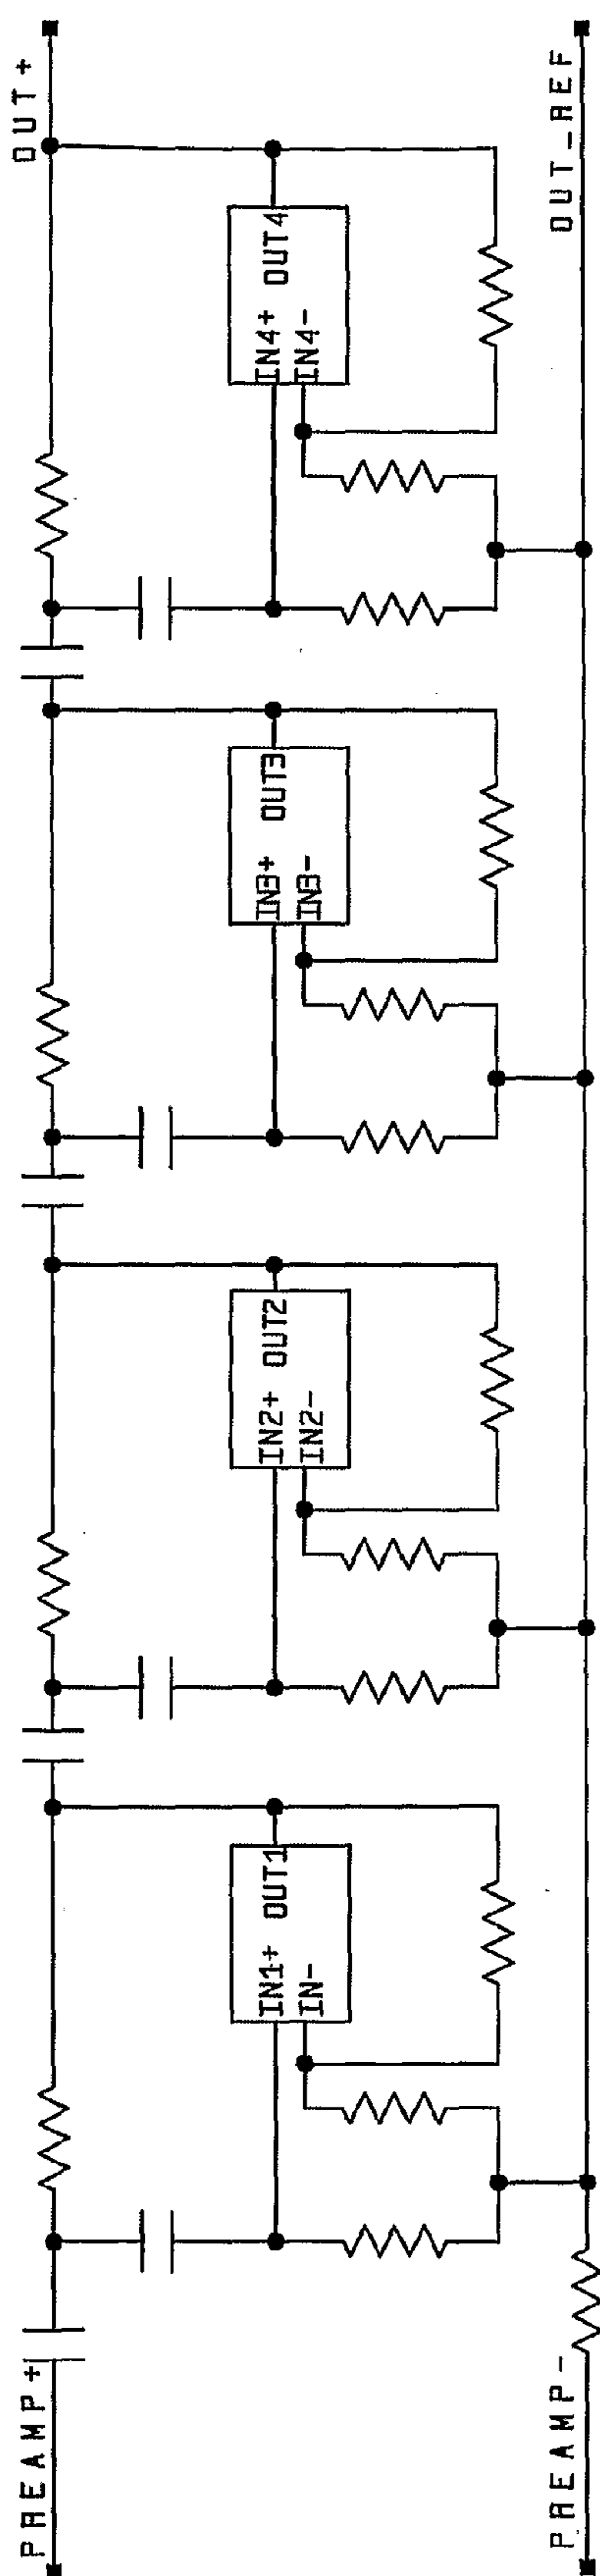 OUT+
OUT_REF
OUT4
IN4+
IN4-
OUT3
IN3+
IN3-
OUT2
IN2+
IN2-
OUT1
IN1+
IN-
PREAMP+
PREAMP-